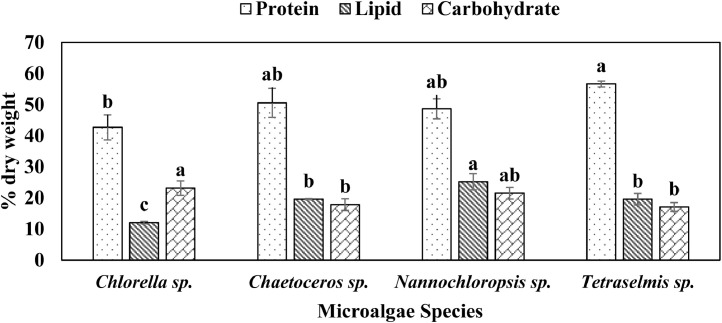 Protein Lipid Carbohydrate
70
60
50
40
30
20
10
0
% dry weight
b
c
a
ab
b
b
ab
a
ab
a
b
b
Chlorella sp. Chaetoceros sp. Nannochloropsis sp. Tetraselmis sp.
Microalgae Species